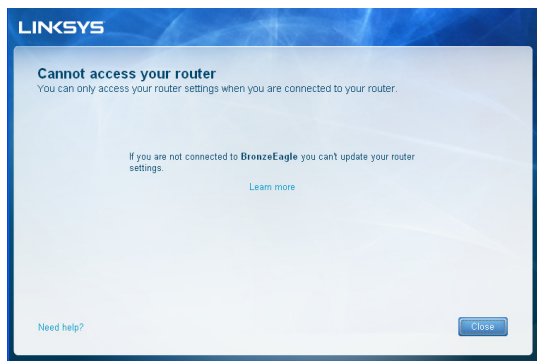 LINKSYS
Cannot access your router
You can only access your router settings when you are connected to your router.
If you are not connected to BronzeEagle you can't update your router
settings.
Learn more
Need help?
Close